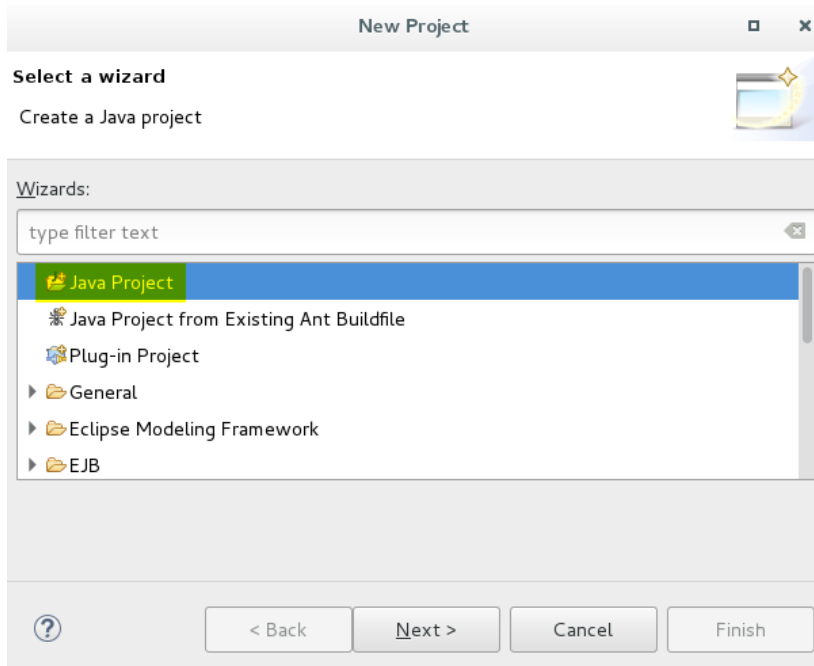 New Project
Select a wizard
Create a Java project
Wizards:
type filter text
Java Project
Java Project from Existing Ant Buildfile
Plug-in Project
General
Eclipse Modeling Framework
EJB
? < Back Next > Cancel Finish